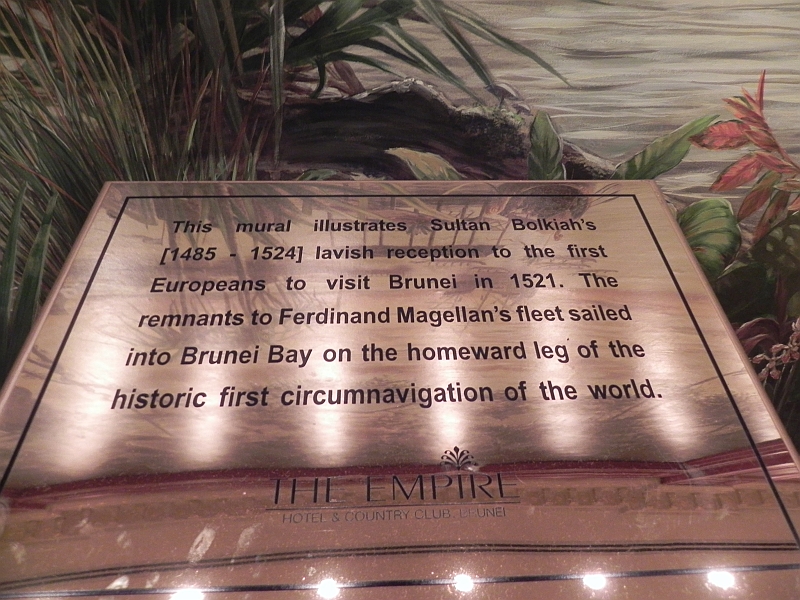 This mural illustrates Sultan Bolkiah's
[1485 - 1524] lavish reception to the first
Europeans to visit Brunei in 1521. The
remnants to Ferdinand Magellan's fleet sailed
into Brunei Bay on the homeward leg of the
historic first circumnavigation of the world.
THE EMPIRE
HOTEL & COUNTRY CLUB, BRUNEI